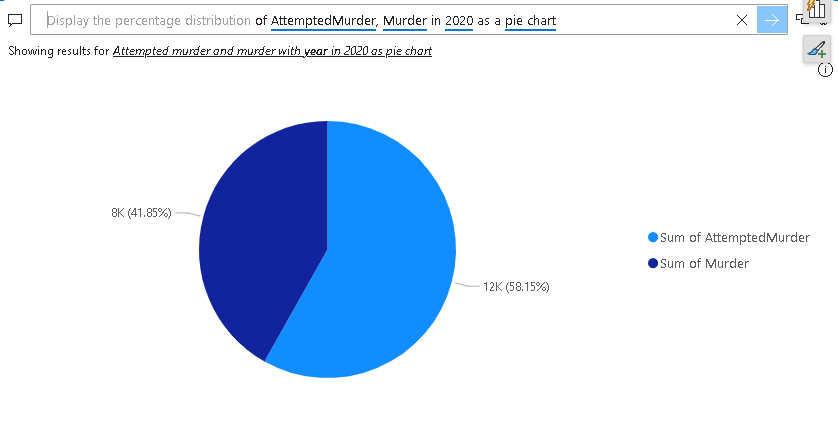 Display the percentage distribution of AttemptedMurder, Murder in 2020 as a pie chart
Showing results for Attempted murder and murder with year in 2020 as pie chart
8K (41.85%)
Sum of AttemptedMurder
Sum of Murder
12K (58.15%)